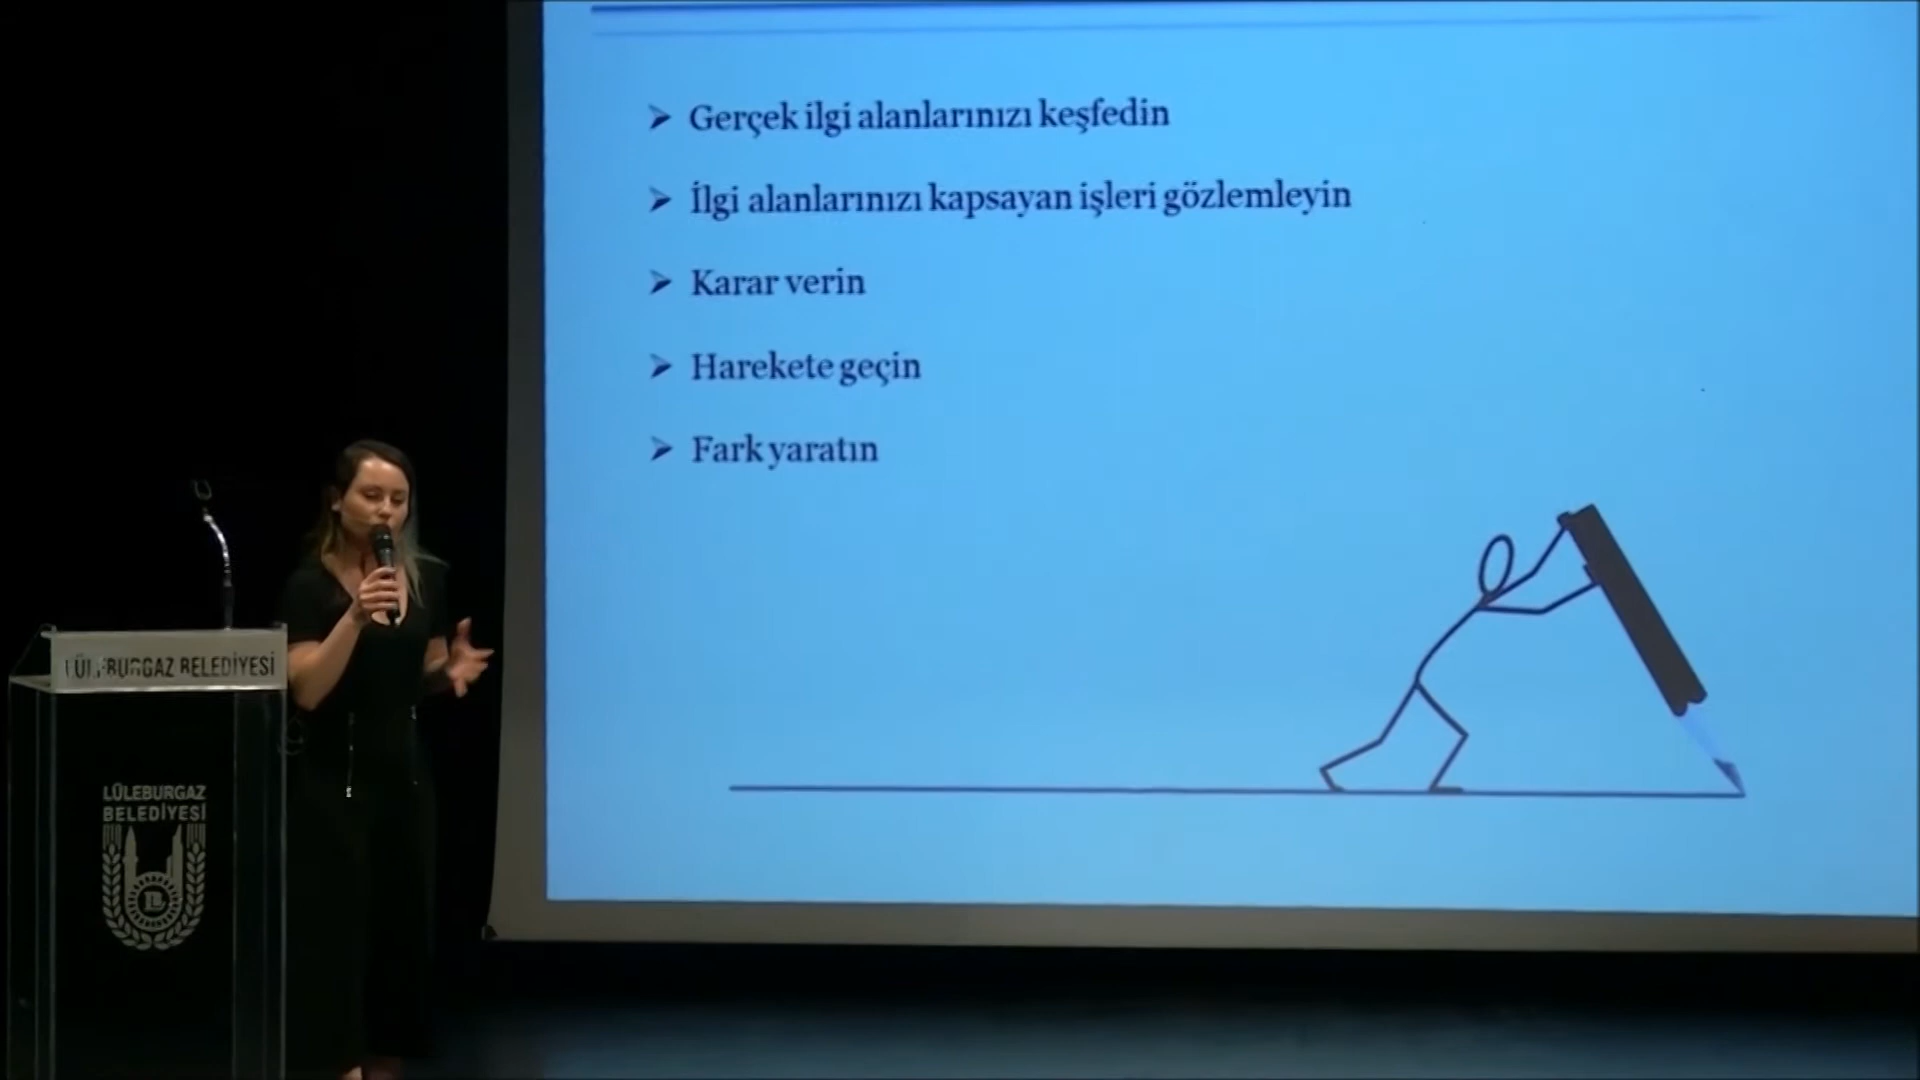 Gerçek ilgi alanlarınızı keşfedin
İlgi alanlarınızı kapsayan işleri gözlemleyin
Karar verin
Harekete geçin
Fark yaratın
LÜLEBURGAZ BELEDİYESİ
LÜLEBURGAZ
BELEDİYESİ